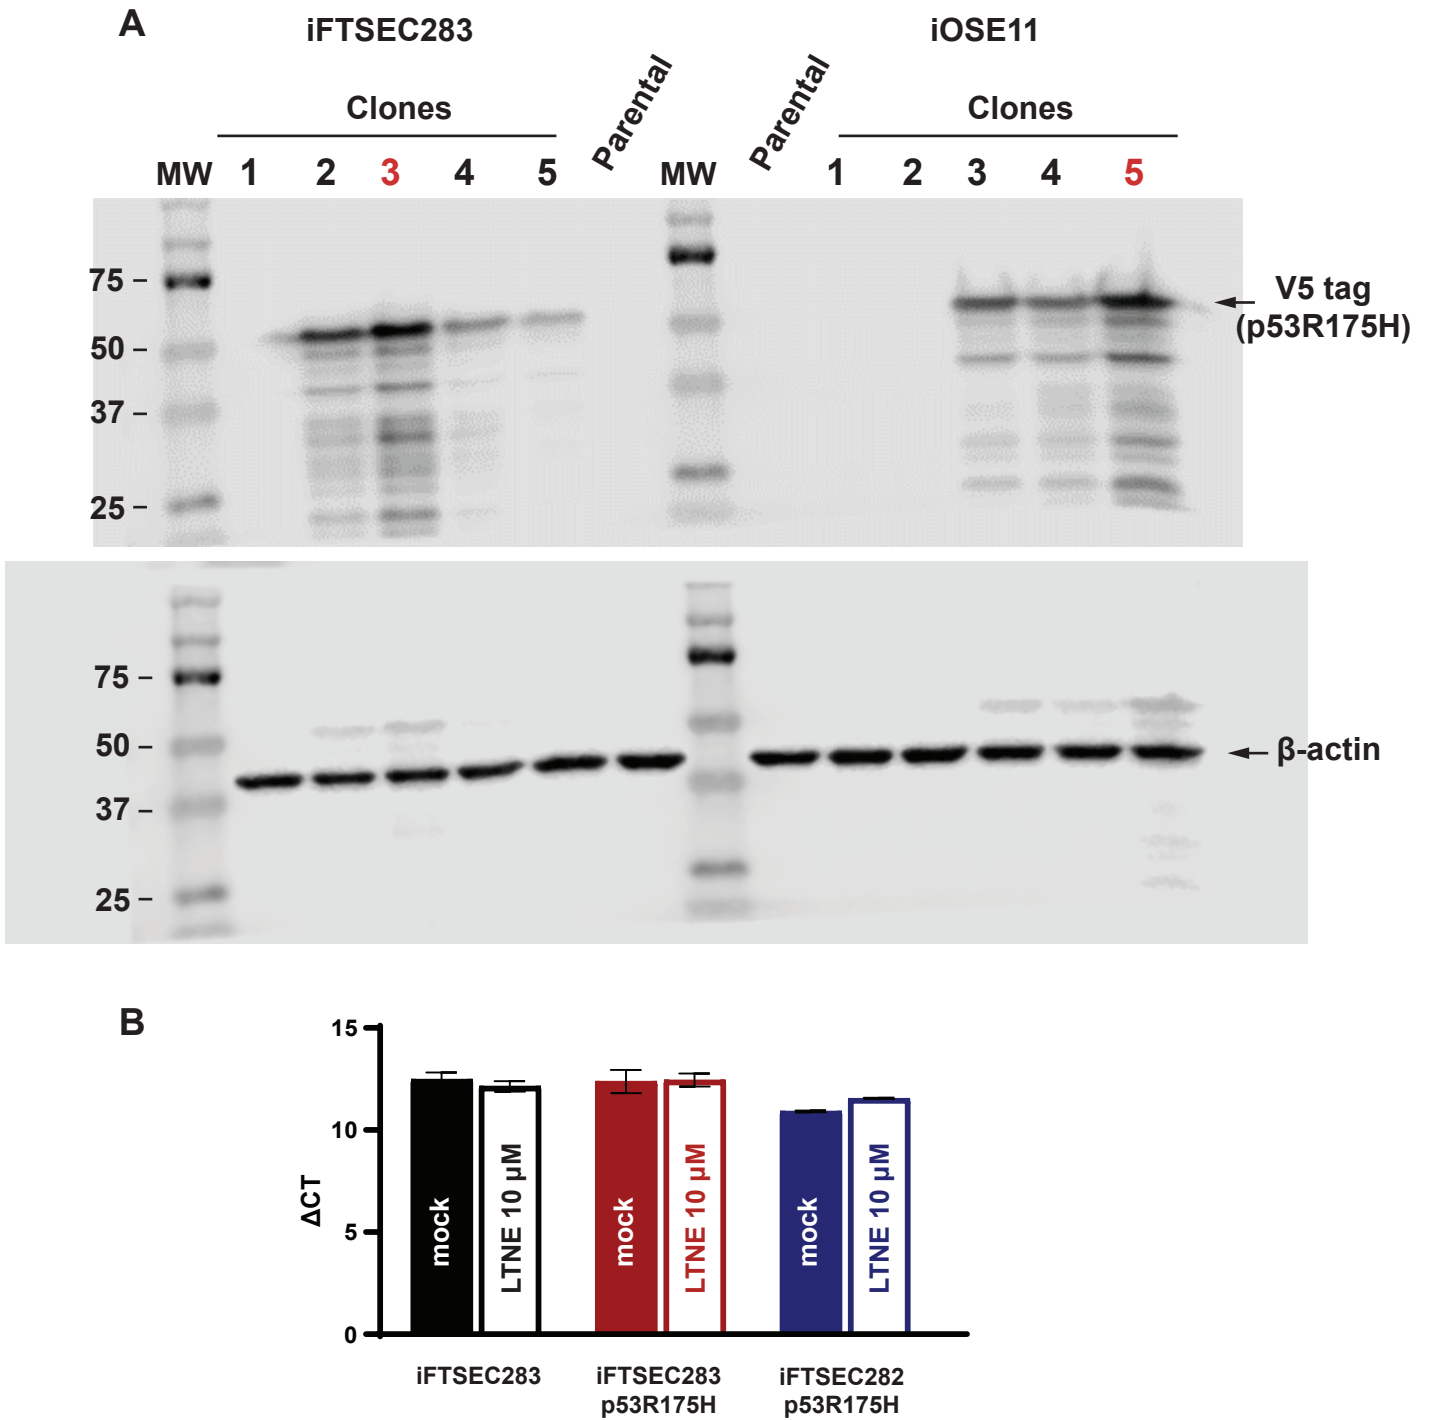 A
iFTSEC283
iOSE11
Clones
Parental
Parental
Clones
MW 1 2 3 4 5 MW 1 2 3 4 5
75
50
37
25
V5 tag
(p53R175H)
75
50
37
25
β-actin
B
15
10
5
0
ΔCT
mock
LTNE 10 µM
mock
LTNE 10 µM
mock
LTNE 10 µM
iFTSEC283
iFTSEC283
p53R175H
iFTSEC282
p53R175H